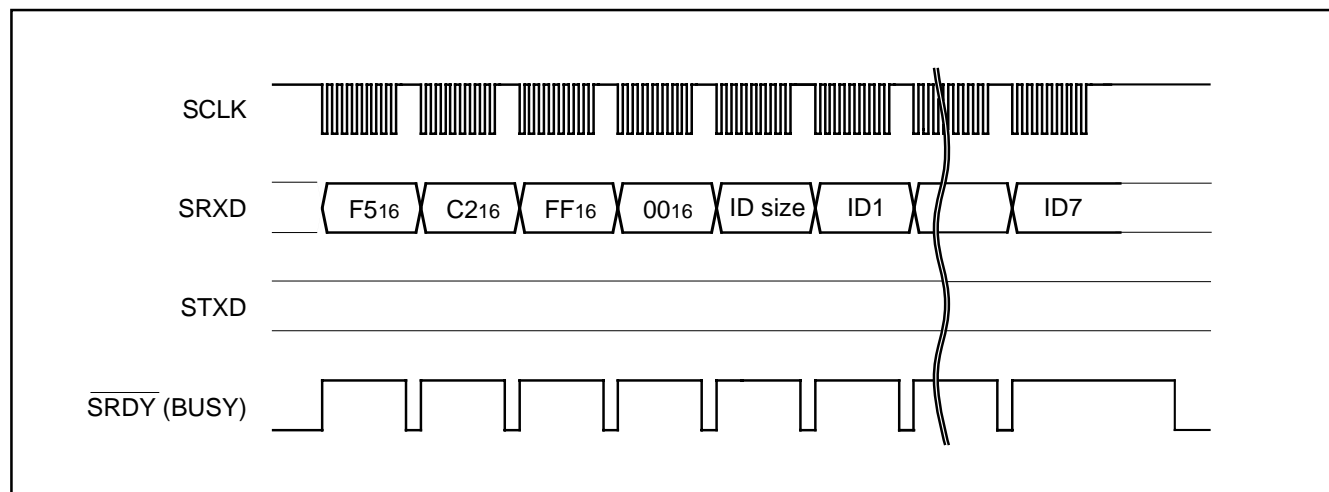 SCLK
SRXD F516 C216 FF16 0016 ID size ID1 ID7
STXD
SRDY (BUSY)